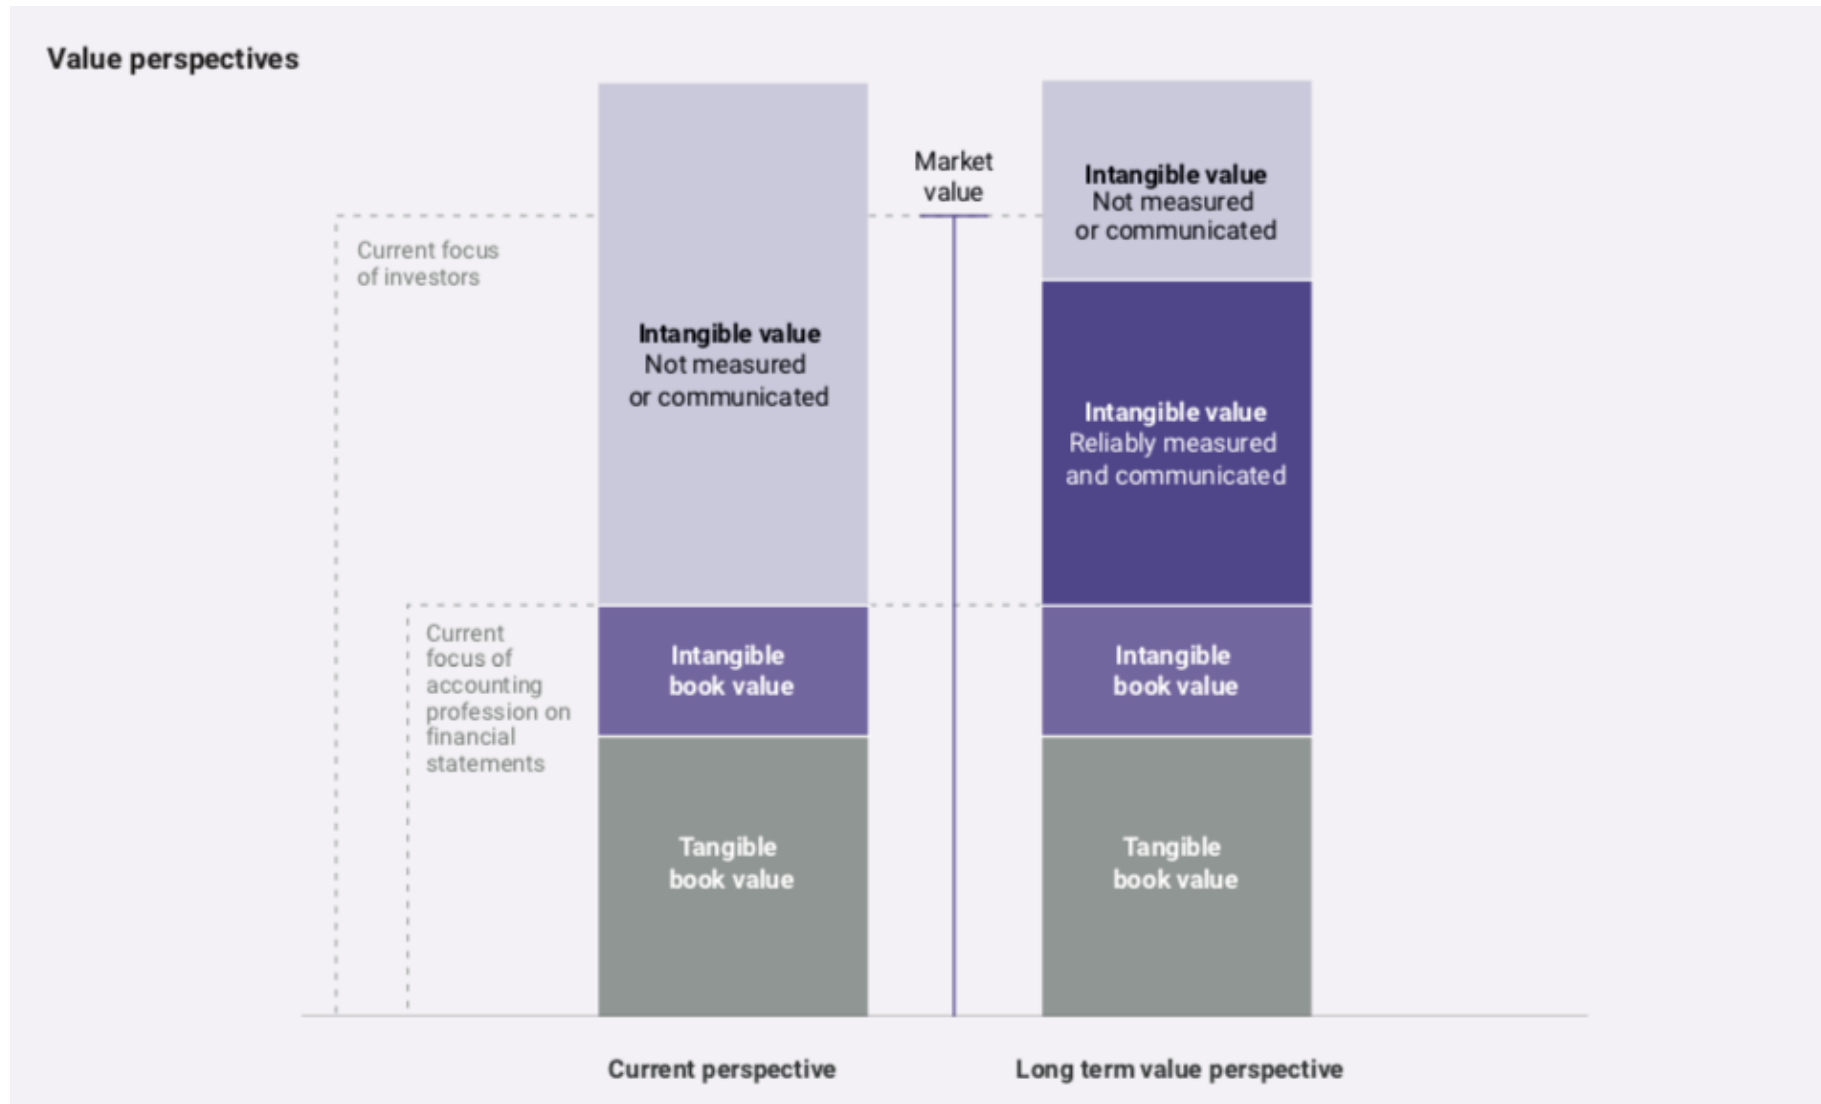 Value perspectives
Market
value
Current focus
of investors
Intangible value
Not measured
or communicated
Intangible value
Not measured
or communicated
Intangible value
Reliably measured
and communicated
Current
focus of
accounting
profession on
financial
statements
Intangible
book value
Intangible
book value
Tangible
book value
Tangible
book value
Current perspective
Long term value perspective